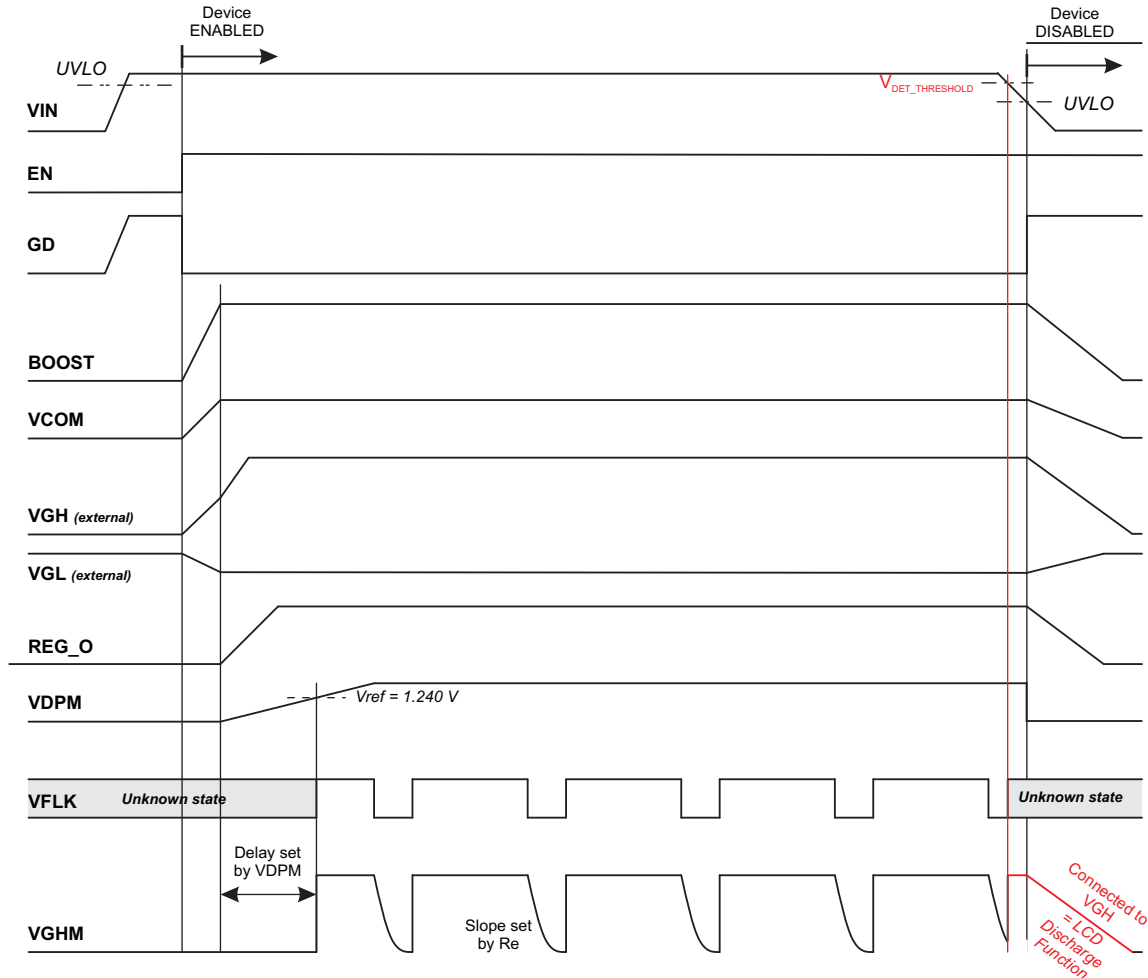 Device
ENABLED
Device
DISABLED
UVLO
VDET_THRESHOLD
UVLO
VIN
EN
GD
BOOST
VCOM
VGH (external)
VGL (external)
REG_O
VDPM
Vref = 1.240 V
VFLK
Unknown state
Unknown state
Delay set
by VDPM
VGHM
Slope set
by Re
Connected to
VGH
= LCD
Discharge
Function